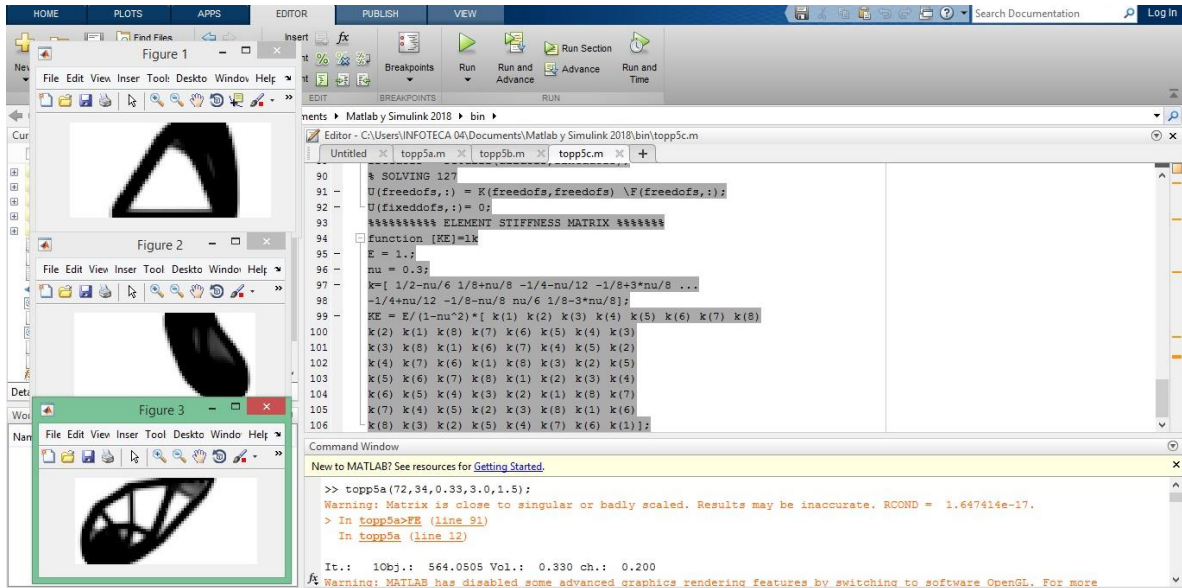 HOME PLOTS APPS EDITOR PUBLISH VIEW Search Documentation Log In
Find Files Insert fx
New Breakpoints Run Run and Advance Run Section Advance Run and Time
EDIT BREAKPOINTS RUN
Figure 1
File Edit View Inser Tools Deskto Window Help
ments Matlab y Simulink 2018 bin
Cur
Editor - C:\Users\INFOTECA 04\Documents\Matlab y Simulink 2018\bin\topp5c.m
Untitled topp5a.m topp5b.m topp5c.m +
90 % SOLVING 127
91 - U(freedofs,:) = K(freedofs,freedofs) \F(freedofs,:);
92 - U(fixeddofs,:)= 0;
93 %%%%%%%%%% ELEMENT STIFFNESS MATRIX %%%%%%%
94 function [KE]=lk
95 - E = 1.;
96 - nu = 0.3;
97 - k=[ 1/2-nu/6 1/8+nu/8 -1/4-nu/12 -1/8+3*nu/8 ...
98 -1/4+nu/12 -1/8-nu/8 nu/6 1/8-3*nu/8];
99 - KE = E/(1-nu^2)*[ k(1) k(2) k(3) k(4) k(5) k(6) k(7) k(8)
100 k(2) k(1) k(8) k(7) k(6) k(5) k(4) k(3)
101 k(3) k(8) k(1) k(6) k(7) k(4) k(5) k(2)
102 k(4) k(7) k(6) k(1) k(8) k(3) k(2) k(5)
103 k(5) k(6) k(7) k(8) k(1) k(2) k(3) k(4)
104 k(6) k(5) k(4) k(3) k(2) k(1) k(8) k(7)
105 k(7) k(4) k(5) k(2) k(3) k(8) k(1) k(6)
106 k(8) k(3) k(2) k(5) k(4) k(7) k(6) k(1)];
Figure 2
File Edit View Inser Tool Deskto Window Help
Deta
Figure 3
File Edit View Inser Tool Deskto Windo Help
Command Window
New to MATLAB? See resources for Getting Started.
>> topp5a(72,34,0.33,3.0,1.5);
Warning: Matrix is close to singular or badly scaled. Results may be inaccurate. RCOND = 1.647414e-17.
> In topp5a>FE (line 91)
In topp5a (line 12)
It.: 1Obj.: 564.0505 Vol.: 0.330 ch.: 0.200
fx Warning: MATLAB has disabled some advanced graphics rendering features by switching to software OpenGL. For more